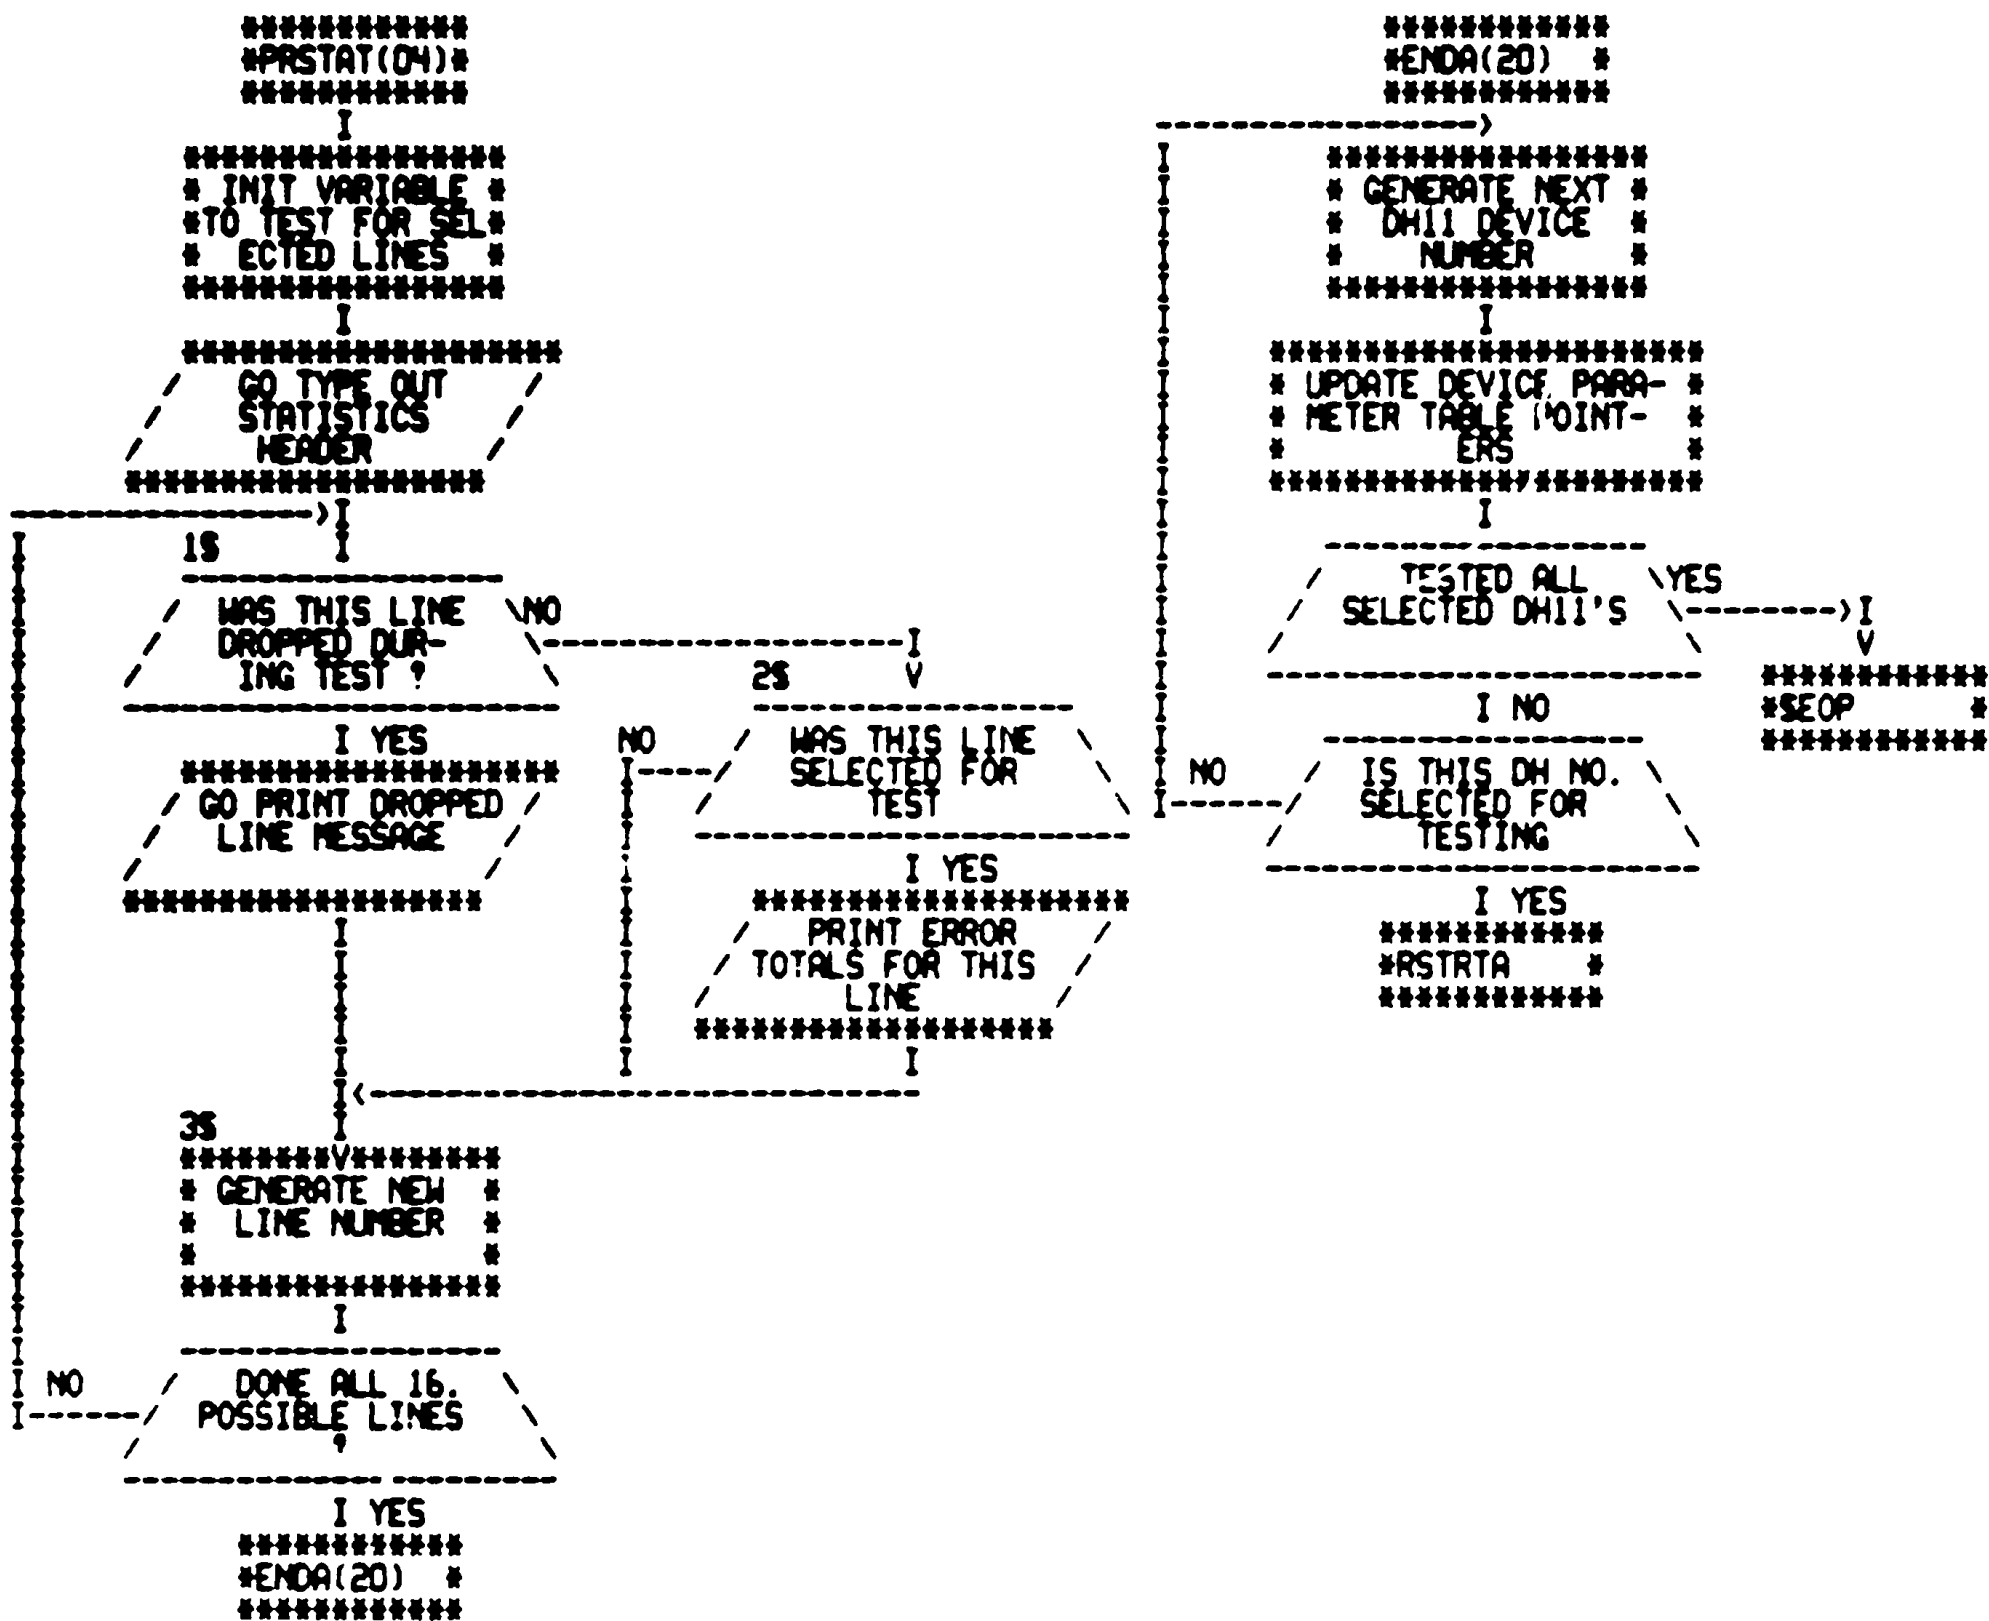 *PRSTAT(04)*
INIT VARIABLE
TO TEST FOR SEL
ECTED LINES
GO TYPE OUT
STATISTICS
HEADER
1$
WAS THIS LINE
DROPPED DUR-
ING TEST ?
NO
YES
GO PRINT DROPPED
LINE MESSAGE
2$
WAS THIS LINE
SELECTED FOR
TEST
NO
YES
PRINT ERROR
TOTALS FOR THIS
LINE
3$
GENERATE NEW
LINE NUMBER
DONE ALL 16.
POSSIBLE LINES
?
NO
YES
*ENDA(20) *
*ENDA(20) *
GENERATE NEXT
DH11 DEVICE
NUMBER
UPDATE DEVICE PARA-
METER TABLE POINT-
ERS
TESTED ALL
SELECTED DH11'S
YES
*$EOP *
NO
IS THIS DH NO.
SELECTED FOR
TESTING
NO
YES
*RSTRTA *